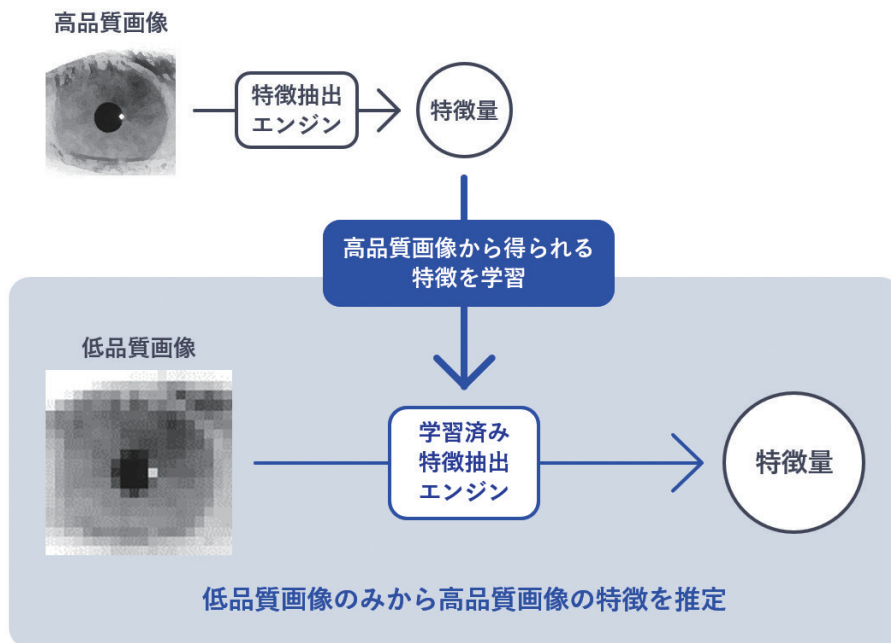 高品質画像
特徴抽出
エンジン
特徴量
高品質画像から得られる
特徴を学習
低品質画像
学習済み
特徴抽出
エンジン
特徴量
低品質画像のみから高品質画像の特徴を推定